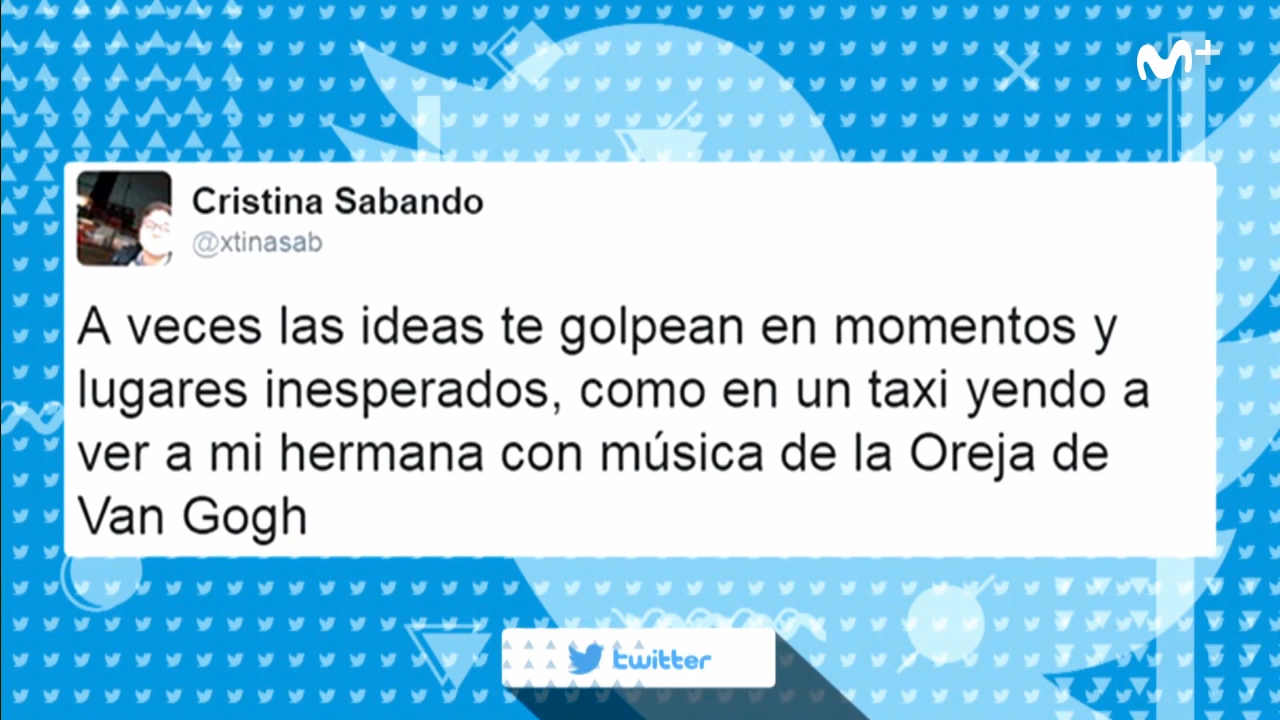 M+
Cristina Sabando
@xtinasab
A veces las ideas te golpean en momentos y
lugares inesperados, como en un taxi yendo a
ver a mi hermana con música de la Oreja de
Van Gogh
twitter